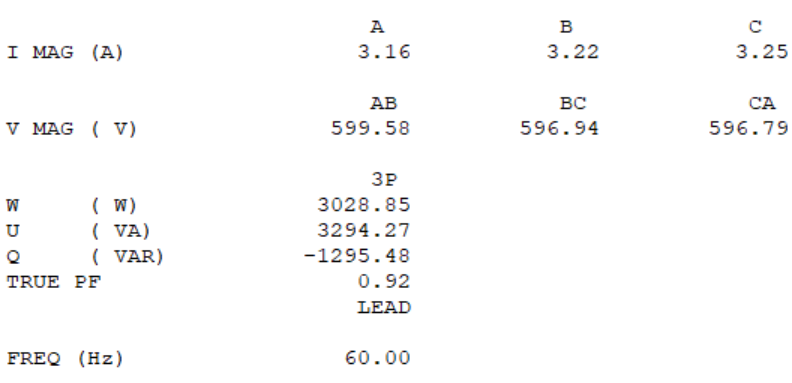 A B C
I MAG (A) 3.16 3.22 3.25
AB BC CA
V MAG ( V) 599.58 596.94 596.79
3P
W ( W) 3028.85
U ( VA) 3294.27
Q ( VAR) -1295.48
TRUE PF 0.92
LEAD
FREQ (Hz) 60.00